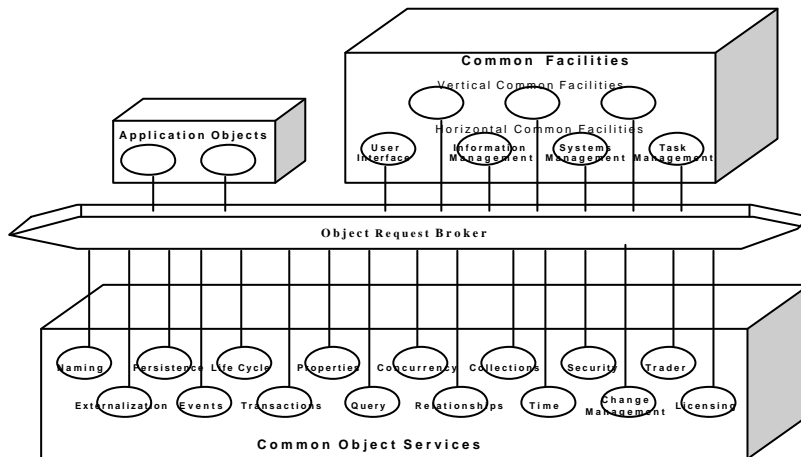 Common Facilities
Vertical Common Facilities
Application Objects
Horizontal Common Facilities
User Interface
Information Management
Systems Management
Task Management
Object Request Broker
Naming
Persistence
Life Cycle
Properties
Concurrency
Collections
Security
Trader
Externalization
Events
Transactions
Query
Relationships
Time
Change Management
Licensing
Common Object Services